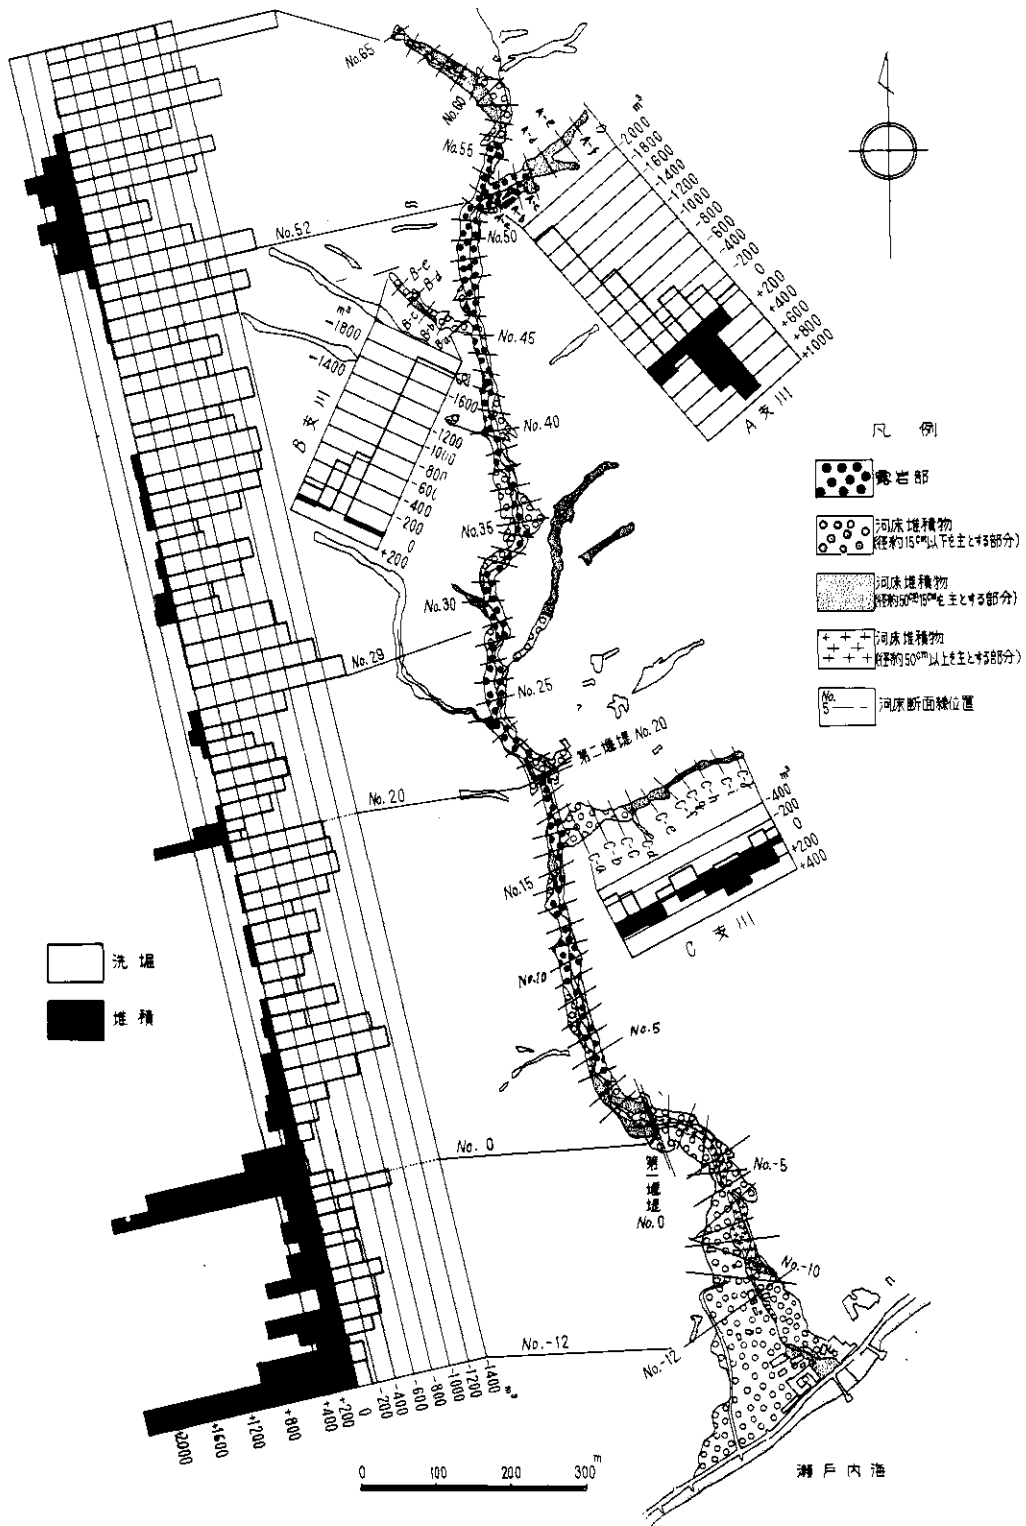 No.65
No.60
No.55
No.52
No.50
No.45
No.40
No.35
No.30
No.29
No.25
第二堰堤 No.20
No.20
No.15
No.10
No.5
No. 0
第一堰堤
No.0
No.-5
No.-10
No.-12
No.-12
A-d
A-f
m³
-2000
-1800
-1600
-1400
-1200
-1000
-800
-600
-400
-200
0
+200
+400
+600
+800
+1000
A 支川
B-e
B-d
B-c
B-b
B-a
m³
-1800
-1400
-1600
-1200
-1000
-800
-600
-400
-200
0
+200
B 支川
C-a
C-b
C-c
C-d
C-e
C-f
C-g
C-h
C-i
C-j
m³
-400
-200
0
+200
+400
C 支川
凡例
露岩部
河床堆積物
(径約15cm以下を主とする部分)
河床堆積物
(径約50cm~15cmを主とする部分)
河床堆積物
(径約50cm以上を主とする部分)
No.
5
河床断面線位置
洗堀
堆積
+2000
+1600
+1200
+800
+400
+200
0
-200
-400
-600
-800
-1000
-1200
-1400
m³
0 100 200 300 m
瀬戸内海